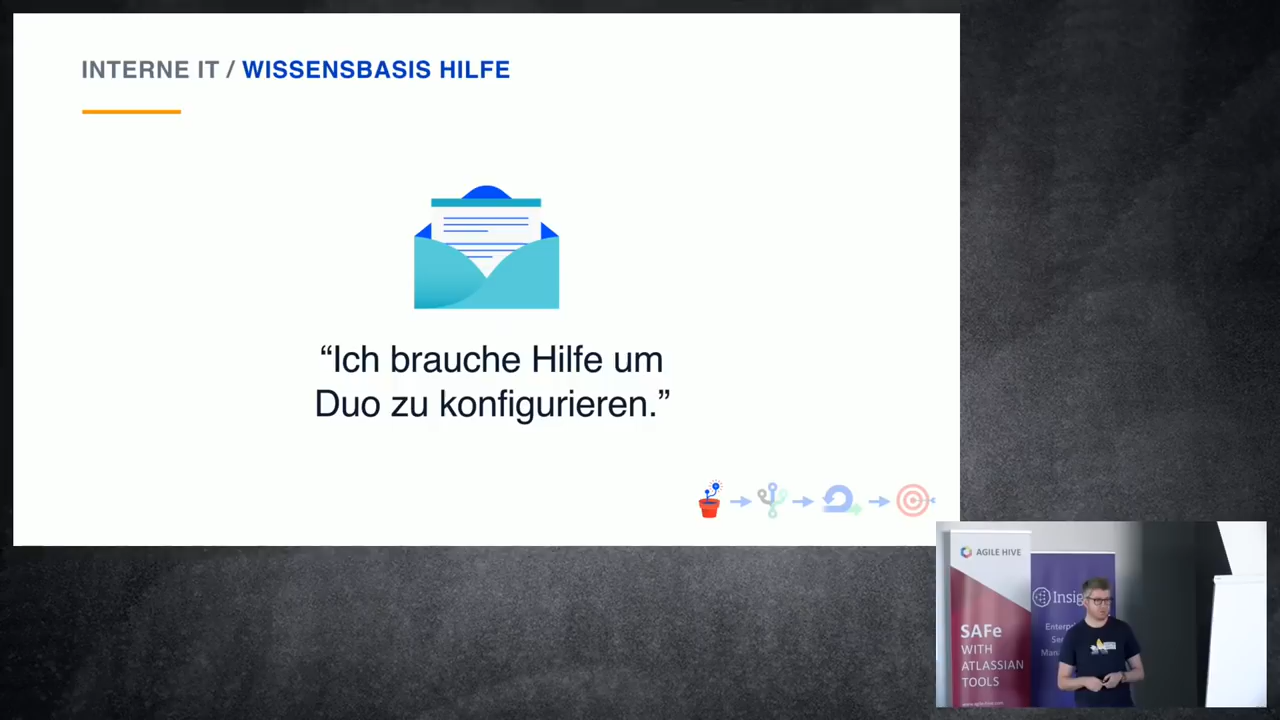 INTERNE IT / WISSENSBASIS HILFE
“Ich brauche Hilfe um
Duo zu konfigurieren.”
AGILE HIVE
SAFe
WITH
ATLASSIAN
TOOLS